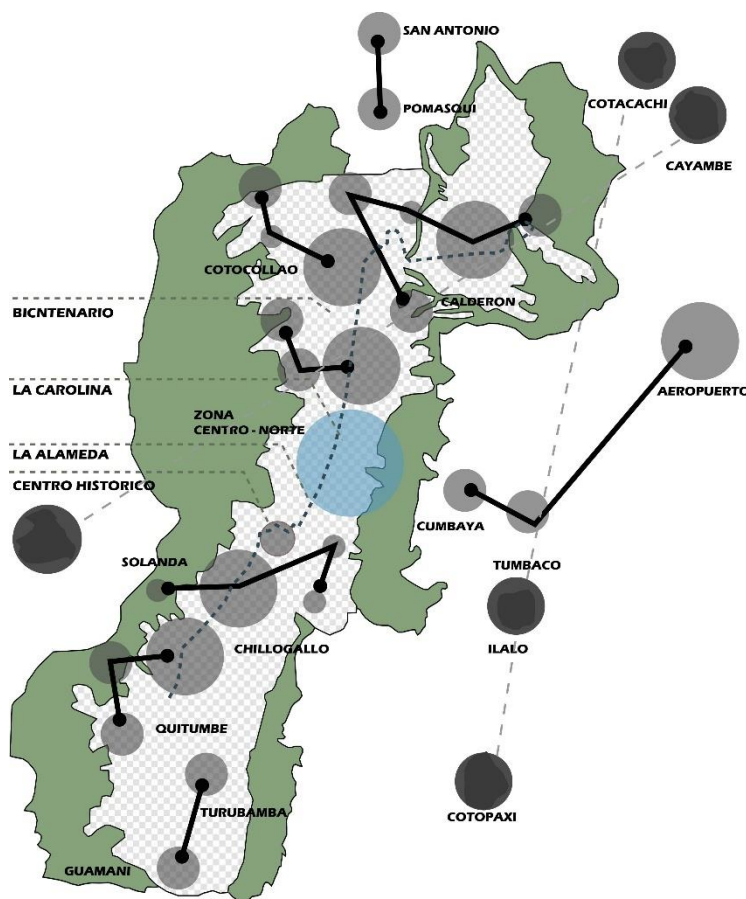 SAN ANTONIO
COTACACHI
POMASQUI
CAYAMBE
COTOCOLLAO
CALDERON
BICNTENARIO
AEROPUERTO
LA CAROLINA
ZONA
CENTRO - NORTE
LA ALAMEDA
CENTRO HISTORICO
CUMBAYA
TUMBACO
SOLANDA
CHILLOGALLO
ILALO
QUITUMBE
TURUBAMBA
COTOPAXI
GUAMANI